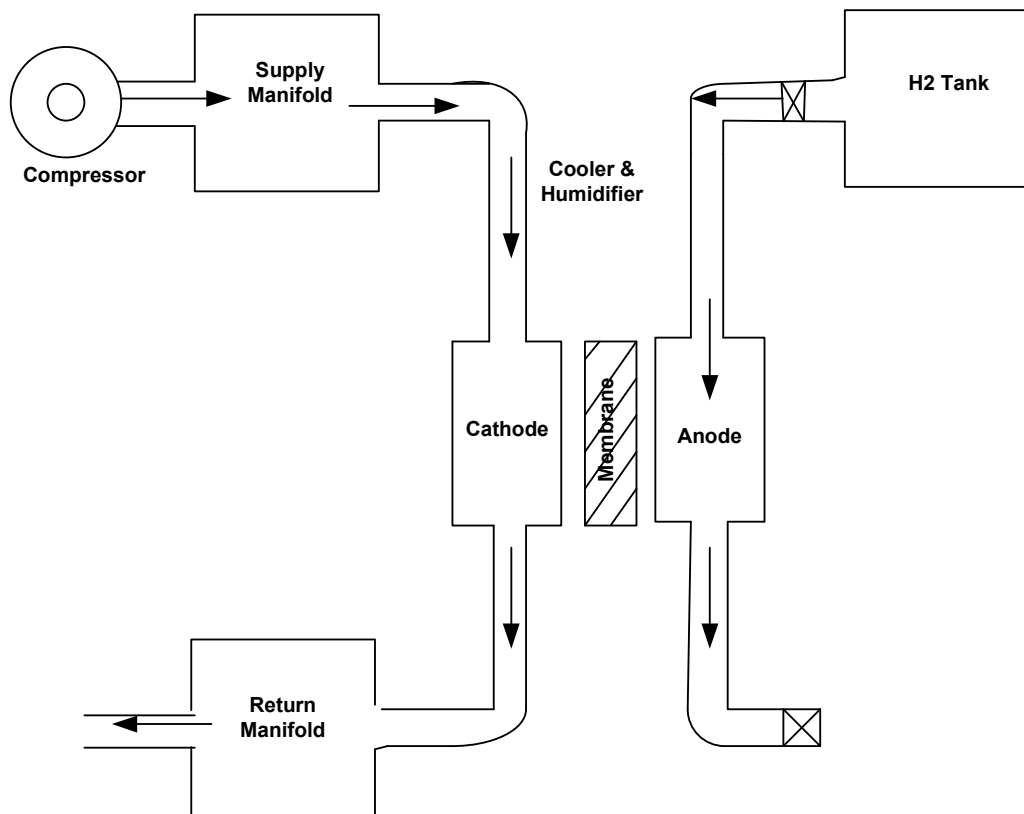 Supply
Manifold
H2 Tank
Compressor
Cooler &
Humidifier
Cathode
Membrane
Anode
Return
Manifold